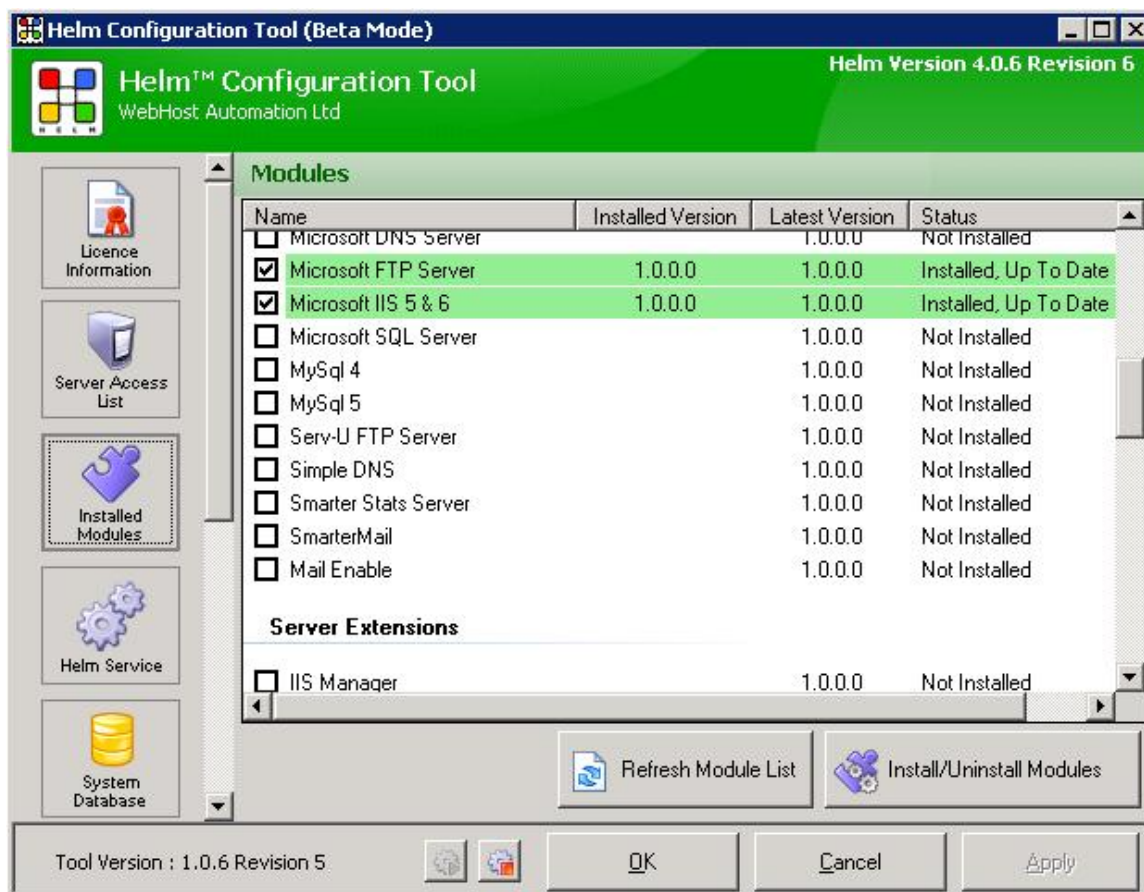 Helm Configuration Tool (Beta Mode)
Helm™ Configuration Tool
WebHost Automation Ltd
Helm Version 4.0.6 Revision 6
HELM
Licence
Information
Server Access
List
Installed
Modules
Helm Service
System
Database
Modules
Name Installed Version Latest Version Status
Microsoft DNS Server 1.0.0.0 Not Installed
Microsoft FTP Server 1.0.0.0 1.0.0.0 Installed, Up To Date
Microsoft IIS 5 & 6 1.0.0.0 1.0.0.0 Installed, Up To Date
Microsoft SQL Server 1.0.0.0 Not Installed
MySql 4 1.0.0.0 Not Installed
MySql 5 1.0.0.0 Not Installed
Serv-U FTP Server 1.0.0.0 Not Installed
Simple DNS 1.0.0.0 Not Installed
Smarter Stats Server 1.0.0.0 Not Installed
SmarterMail 1.0.0.0 Not Installed
Mail Enable 1.0.0.0 Not Installed
Server Extensions
IIS Manager 1.0.0.0 Not Installed
Refresh Module List Install/Uninstall Modules
Tool Version : 1.0.6 Revision 5 OK Cancel Apply